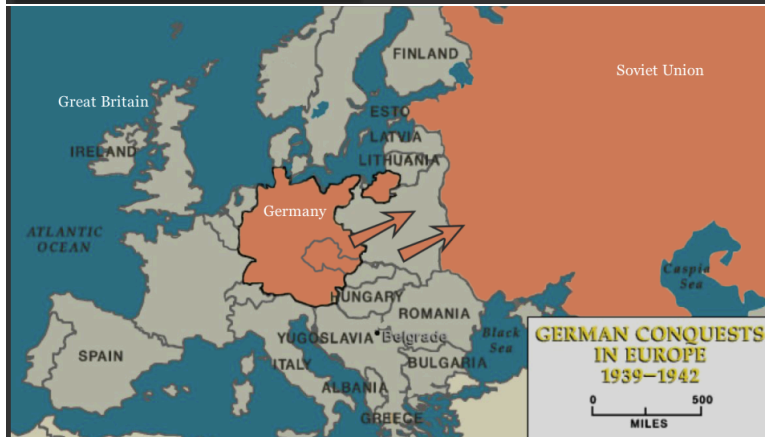 FINLAND
Soviet Union
Great Britain
ESTO
LATVIA
IRELAND
LITHUANIA
Germany
ATLANTIC
OCEAN
Caspia
Sea
HUNGARY
ROMANIA
YUGOSLAVIA
Belgrade
Black
Sea
SPAIN
ITALY
BULGARIA
ALBANIA
GREECE
GERMAN CONQUESTS
IN EUROPE
1939–1942
0 500
MILES